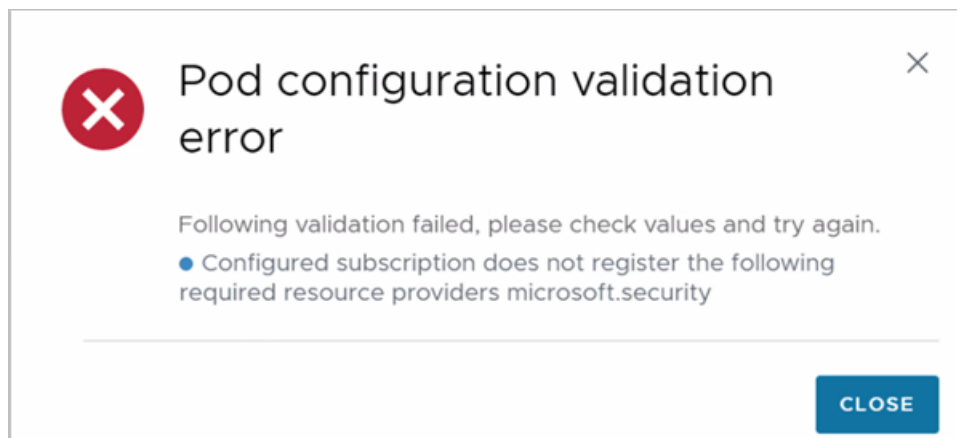 Pod configuration validation
error
Following validation failed, please check values and try again.
● Configured subscription does not register the following
required resource providers microsoft.security
CLOSE